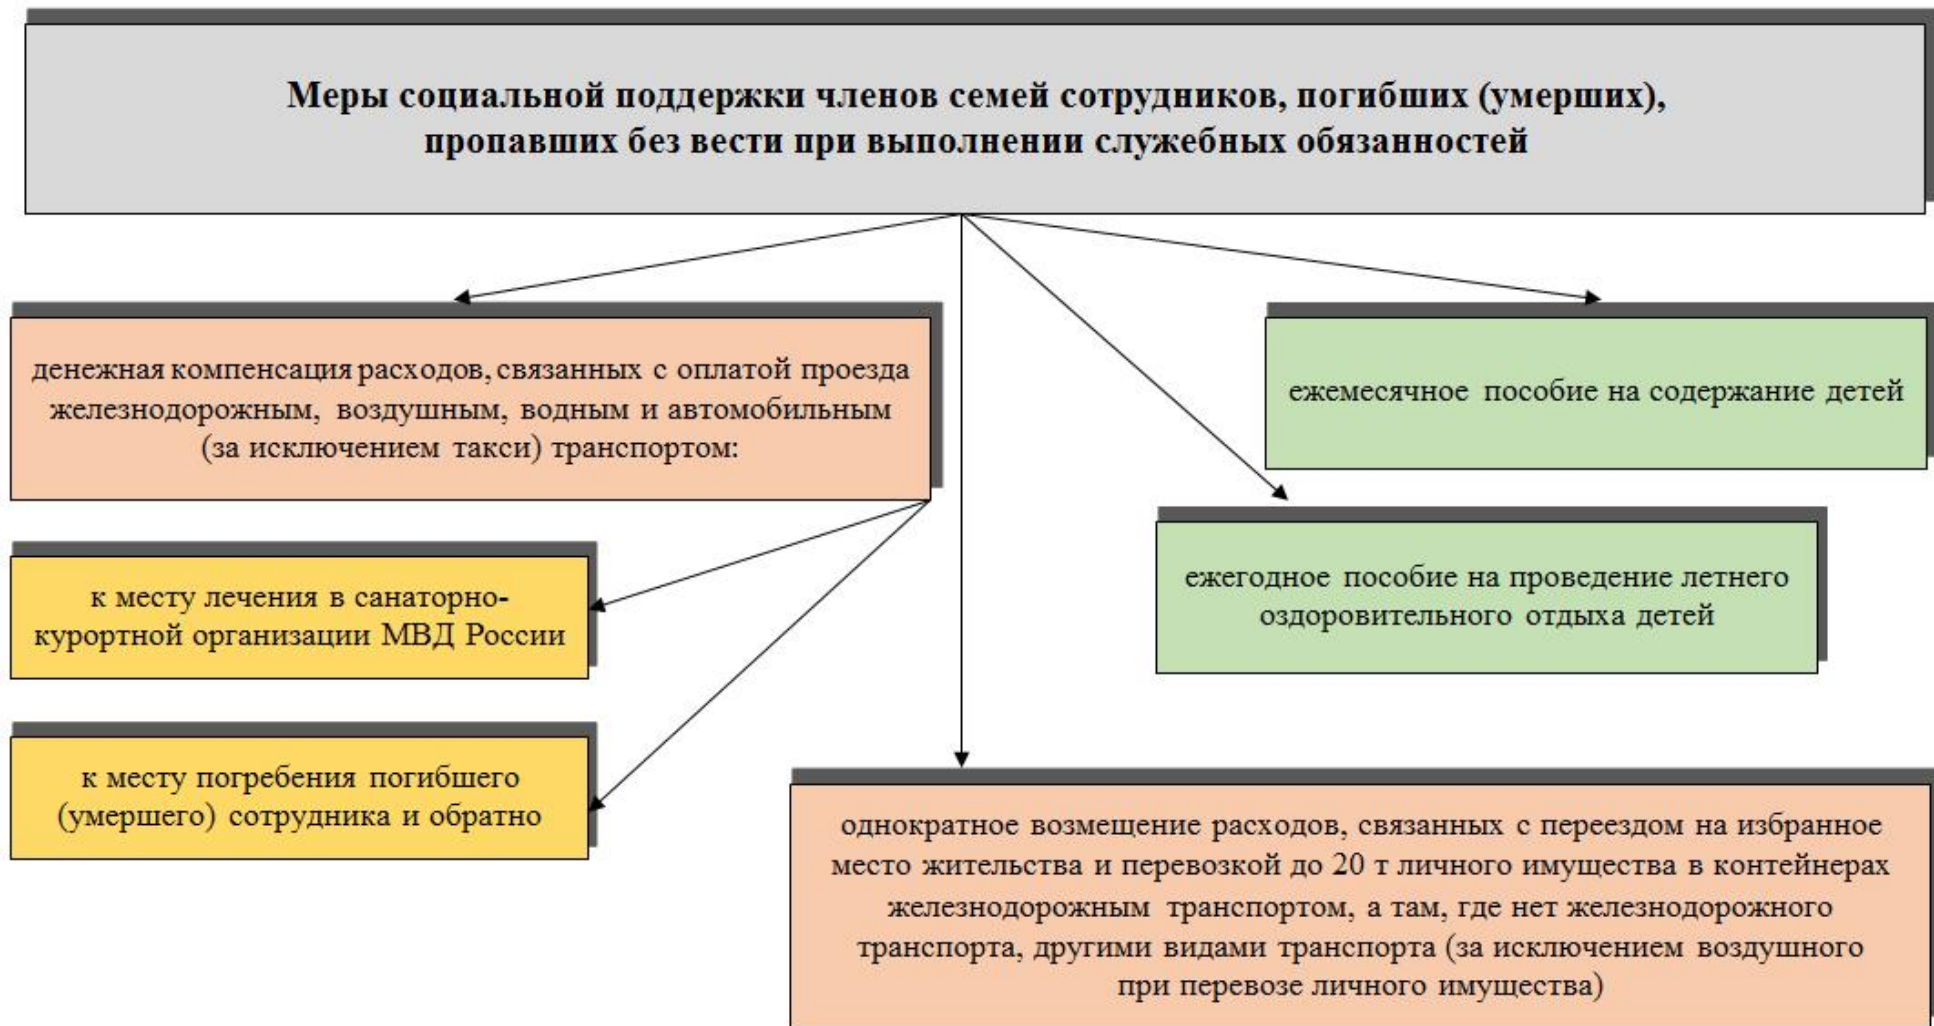 Меры социальной поддержки членов семей сотрудников, погибших (умерших),
пропавших без вести при выполнении служебных обязанностей
денежная компенсация расходов, связанных с оплатой проезда
железнодорожным, воздушным, водным и автомобильным
(за исключением такси) транспортом:
к месту лечения в санаторно-
курортной организации МВД России
к месту погребения погибшего
(умершего) сотрудника и обратно
ежемесячное пособие на содержание детей
ежегодное пособие на проведение летнего
оздоровительного отдыха детей
однократное возмещение расходов, связанных с переездом на избранное
место жительства и перевозкой до 20 т личного имущества в контейнерах
железнодорожным транспортом, а там, где нет железнодорожного
транспорта, другими видами транспорта (за исключением воздушного
при перевозе личного имущества)